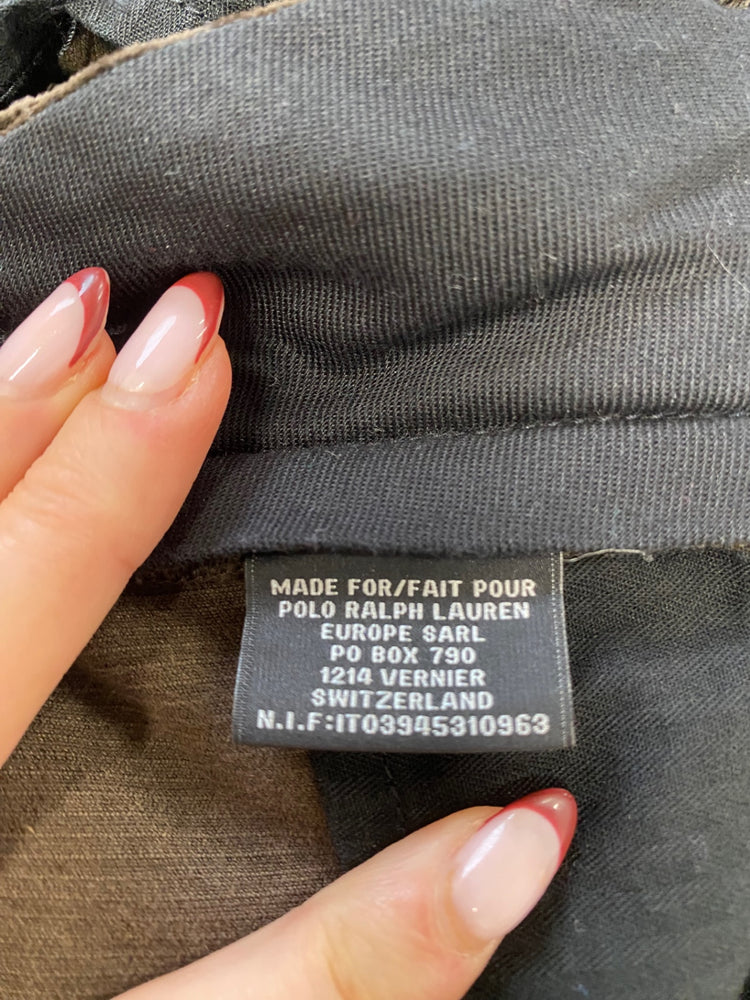 MADE FOR/FAIT POUR
POLO RALPH LAUREN
EUROPE SARL
PO BOX 790
1214 VERNIER
SWITZERLAND
N.I.F:IT03945310963